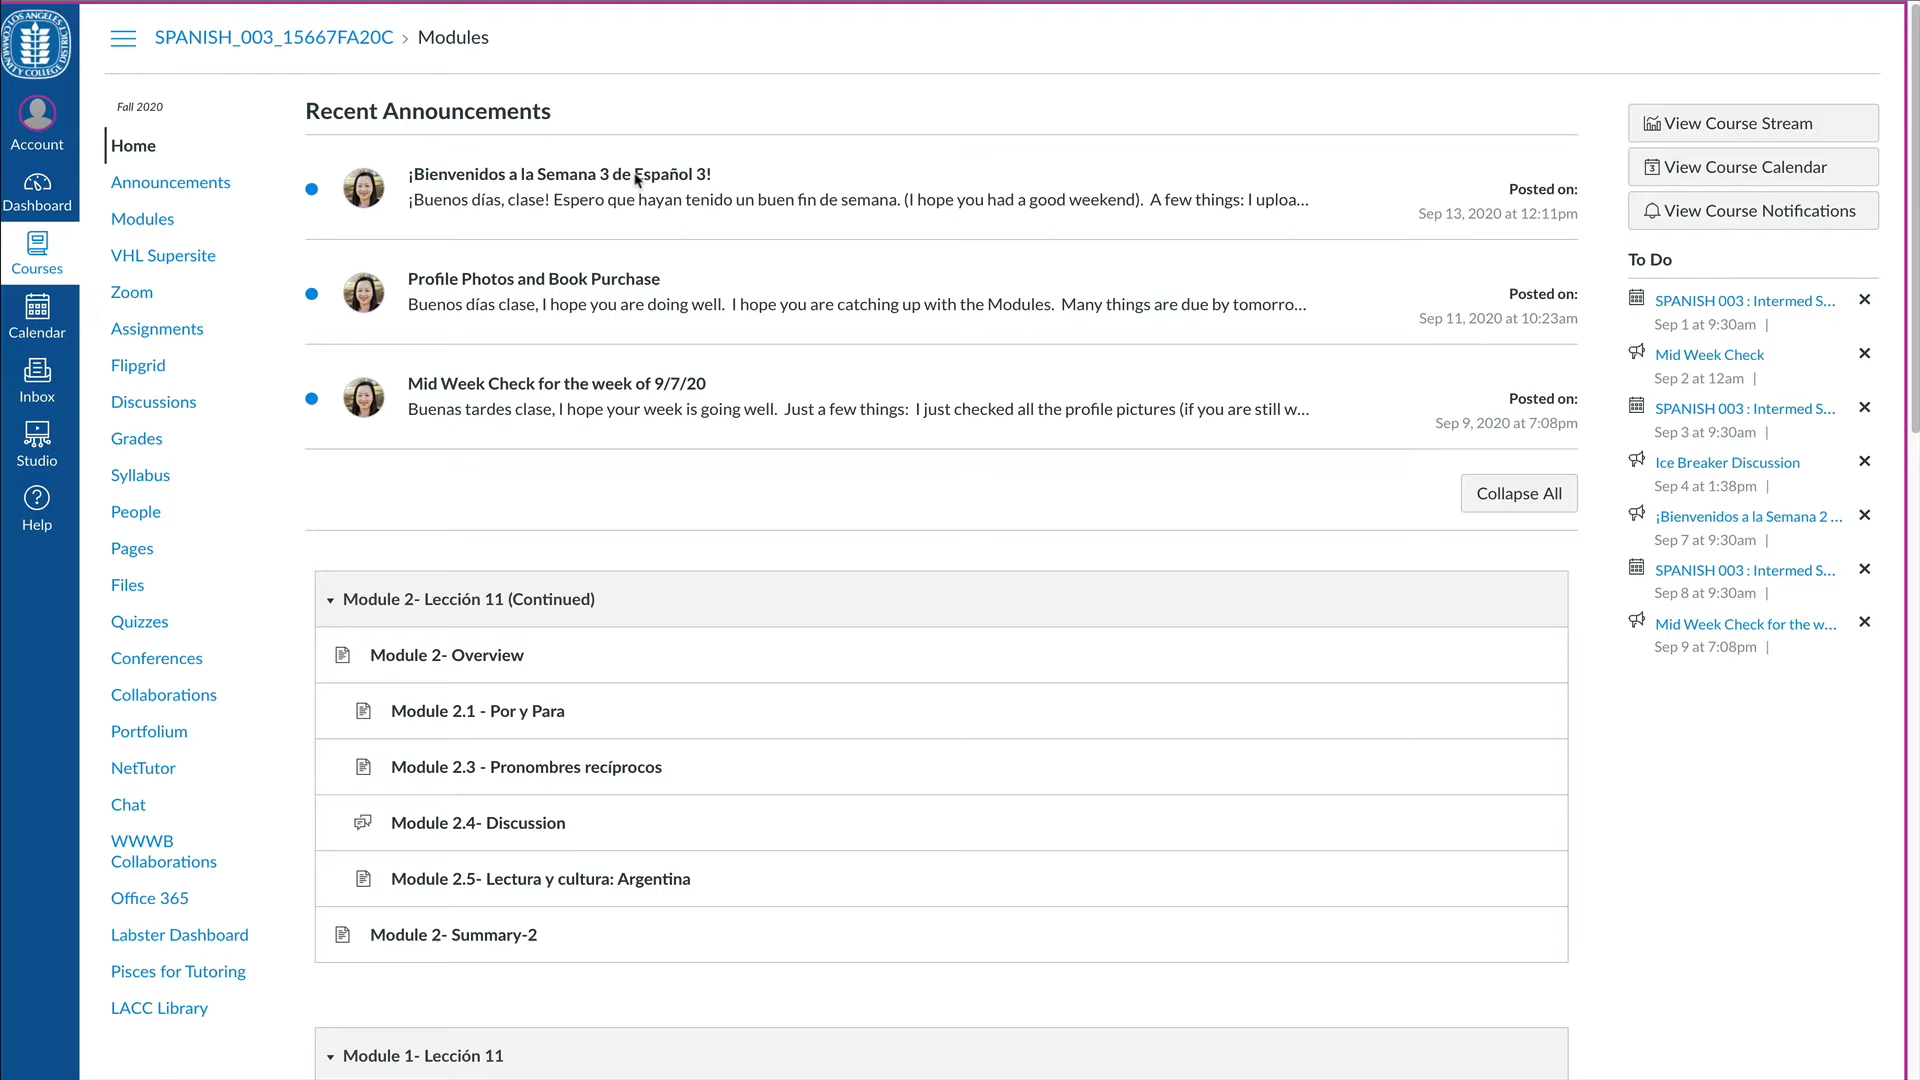 LOS ANGELES
COMMUNITY COLLEGE DISTRICT
Account
Dashboard
Courses
Calendar
Inbox
Studio
Help
SPANISH_003_15667FA20C › Modules
Fall 2020
Home
Announcements
Modules
VHL Supersite
Zoom
Assignments
Flipgrid
Discussions
Grades
Syllabus
People
Pages
Files
Quizzes
Conferences
Collaborations
Portfolium
NetTutor
Chat
WWWB
Collaborations
Office 365
Labster Dashboard
Pisces for Tutoring
LACC Library
Recent Announcements
¡Bienvenidos a la Semana 3 de Español 3!
¡Buenos días, clase! Espero que hayan tenido un buen fin de semana. (I hope you had a good weekend).  A few things: I uploa...
Posted on:
Sep 13, 2020 at 12:11pm
Profile Photos and Book Purchase
Buenos días clase, I hope you are doing well.  I hope you are catching up with the Modules.  Many things are due by tomorro...
Posted on:
Sep 11, 2020 at 10:23am
Mid Week Check for the week of 9/7/20
Buenas tardes clase, I hope your week is going well.  Just a few things:  I just checked all the profile pictures (if you are still w...
Posted on:
Sep 9, 2020 at 7:08pm
Collapse All
Module 2- Lección 11 (Continued)
Module 2- Overview
Module 2.1 - Por y Para
Module 2.3 - Pronombres recíprocos
Module 2.4- Discussion
Module 2.5- Lectura y cultura: Argentina
Module 2- Summary-2
Module 1- Lección 11
View Course Stream
View Course Calendar
View Course Notifications
To Do
SPANISH 003 : Intermed S...
Sep 1 at 9:30am |
Mid Week Check
Sep 2 at 12am |
SPANISH 003 : Intermed S...
Sep 3 at 9:30am |
Ice Breaker Discussion
Sep 4 at 1:38pm |
¡Bienvenidos a la Semana 2 ...
Sep 7 at 9:30am |
SPANISH 003 : Intermed S...
Sep 8 at 9:30am |
Mid Week Check for the w...
Sep 9 at 7:08pm |